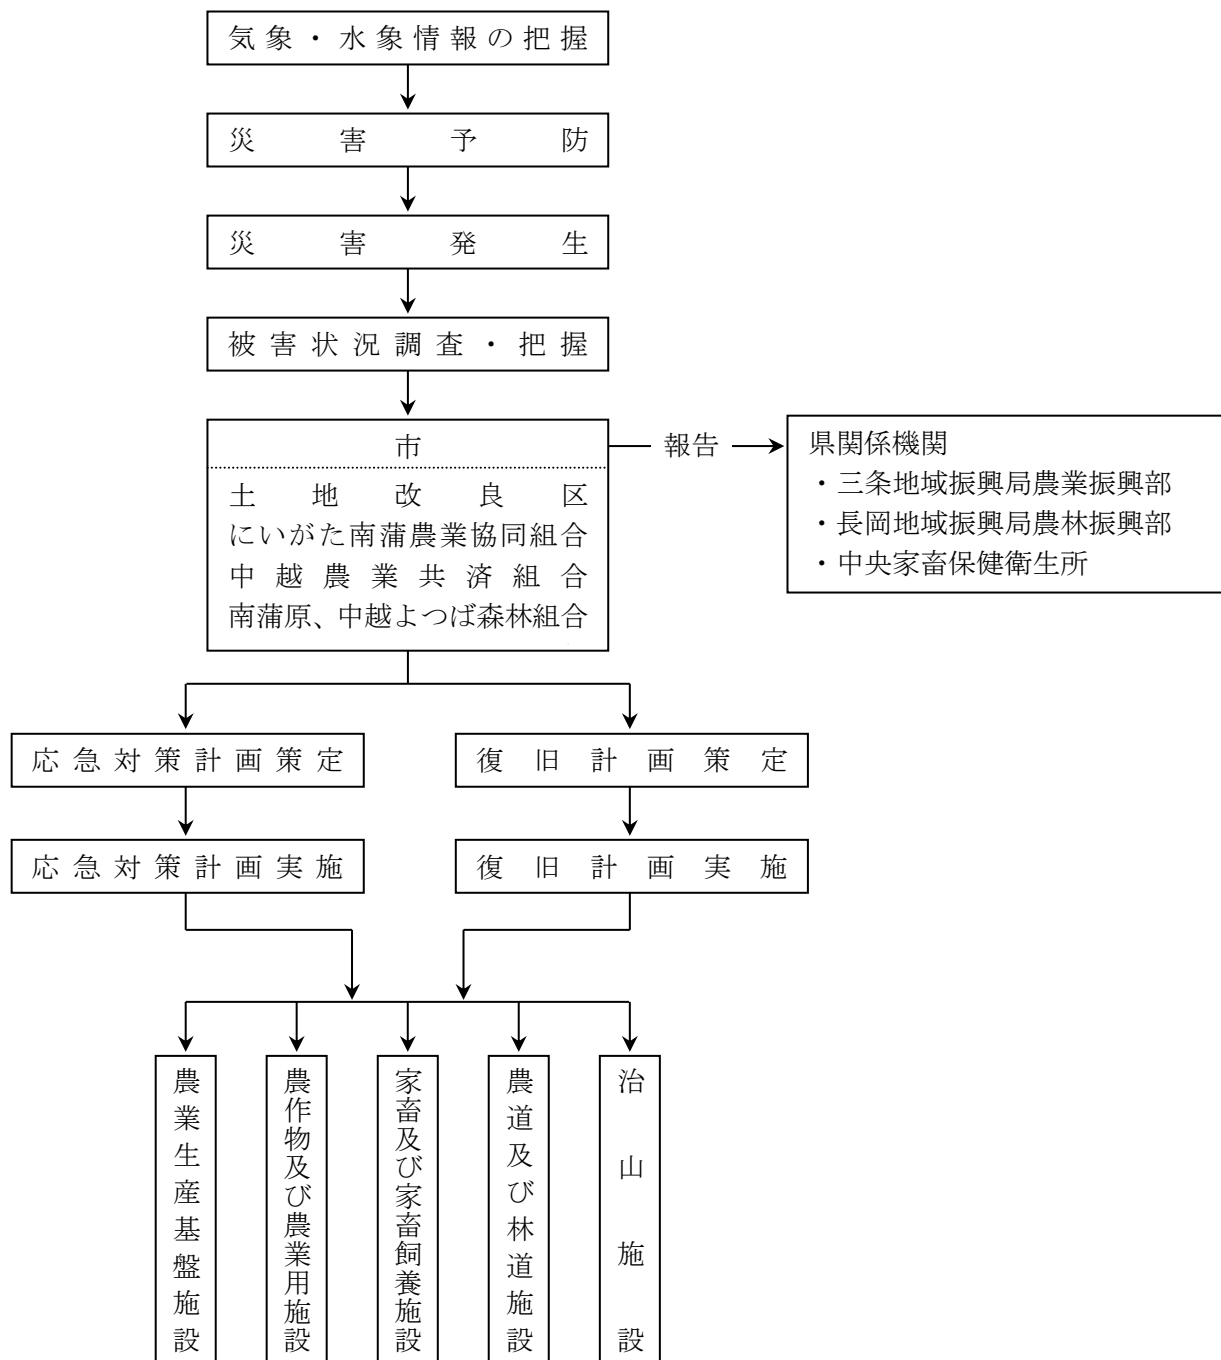 気象・水象情報の把握
災害予防
災害発生
被害状況調査・把握
市
土地改良区
にいがた南蒲農業協同組合
中越農業共済組合
南蒲原、中越よつば森林組合
報告
県関係機関
・三条地域振興局農業振興部
・長岡地域振興局農林振興部
・中央家畜保健衛生所
応急対策計画策定
復旧計画策定
応急対策計画実施
復旧計画実施
農業生産基盤施設
農作物及び農業用施設
家畜及び家畜飼養施設
農道及び林道施設
治山施設